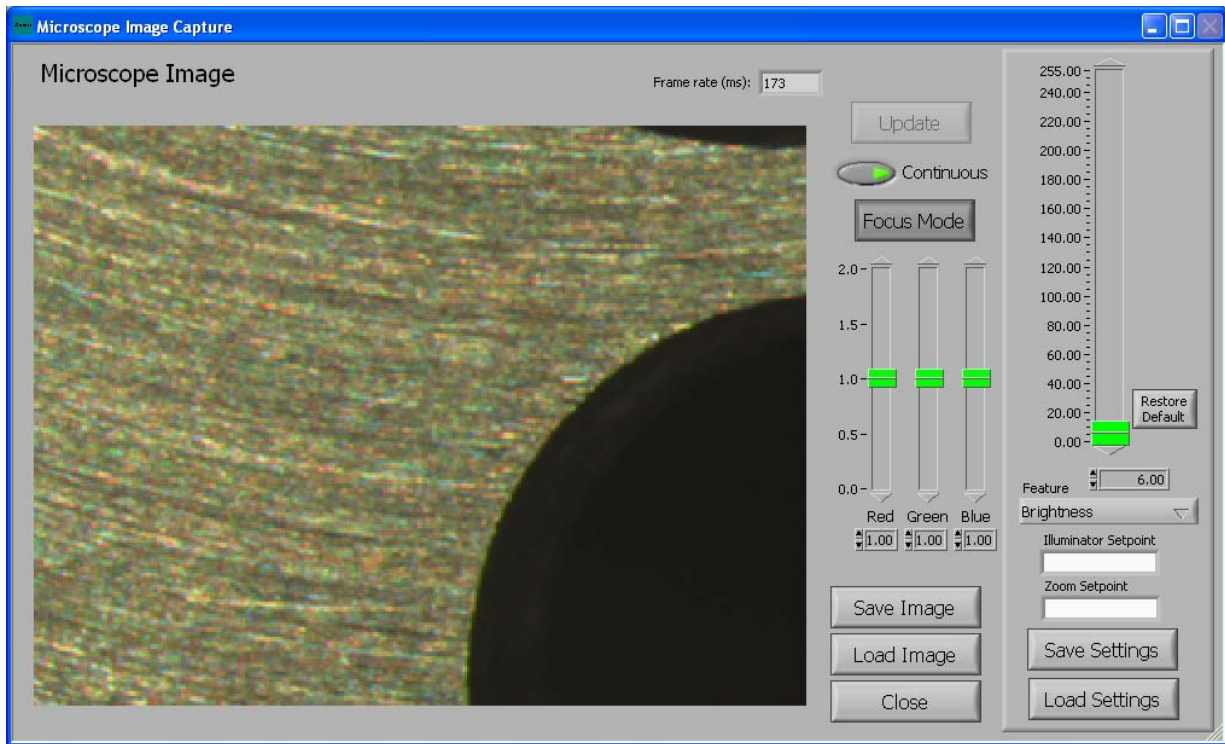 Microscope Image Capture
Microscope Image
Frame rate (ms): 173
Update
Continuous
Focus Mode
2.0
1.5
1.0
0.5
0.0
Red Green Blue
1.00 1.00 1.00
Save Image
Load Image
Close
255.00
240.00
220.00
200.00
180.00
160.00
140.00
120.00
100.00
80.00
60.00
40.00
20.00
0.00
Restore
Default
6.00
Feature
Brightness
Illuminator Setpoint
Zoom Setpoint
Save Settings
Load Settings